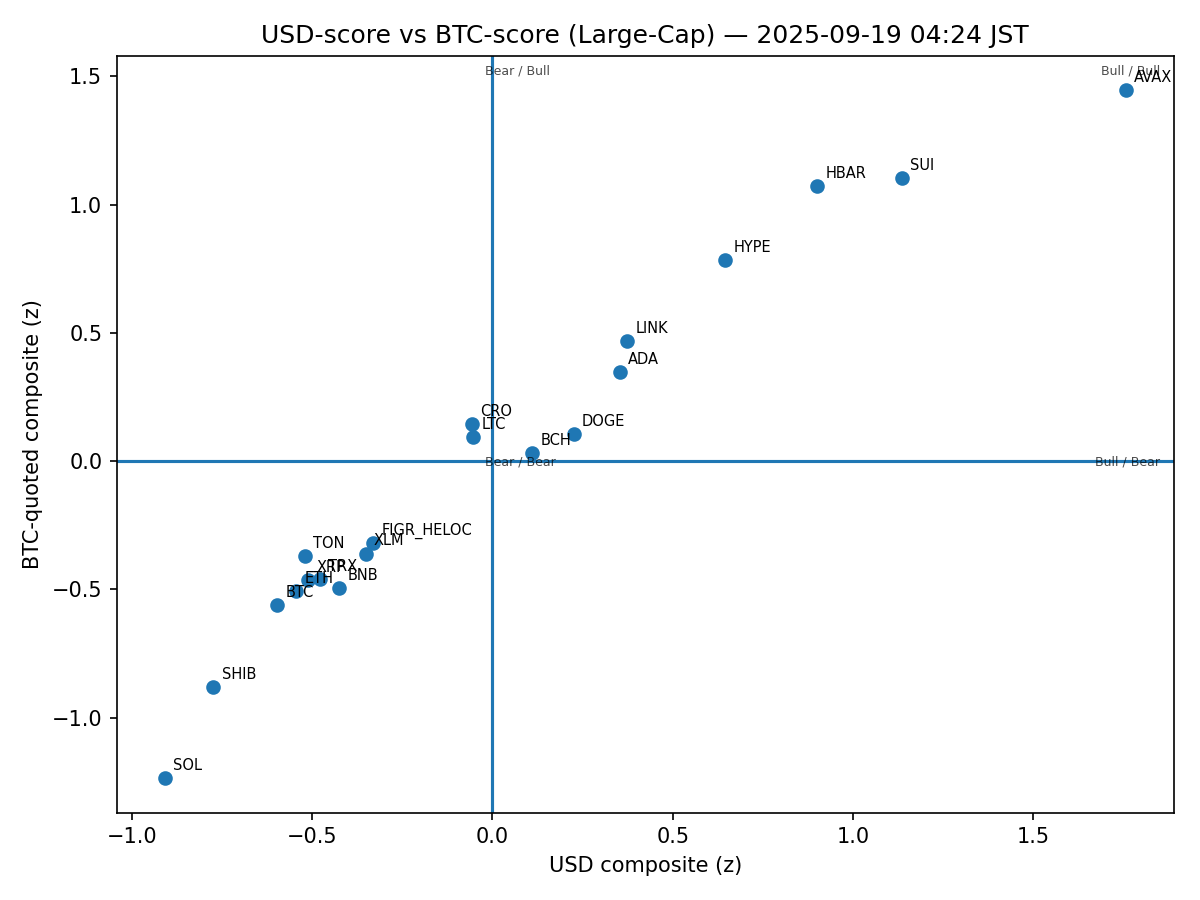 USD-score vs BTC-score (Large-Cap) — 2025-09-19 04:24 JST
Bear / Bull
Bull / Bull
AVAX
1.5
SUI
HBAR
1.0
HYPE
LINK
0.5
ADA
CRO
DOGE
LTC
BCH
0.0
Bear / Bear
Bull / Bear
FIGR_HELOC
XLM
TON
TRX
XRP
BNB
ETH
−0.5
BTC
SHIB
−1.0
SOL
BTC-quoted composite (z)
−1.0
−0.5
0.0
0.5
1.0
1.5
USD composite (z)